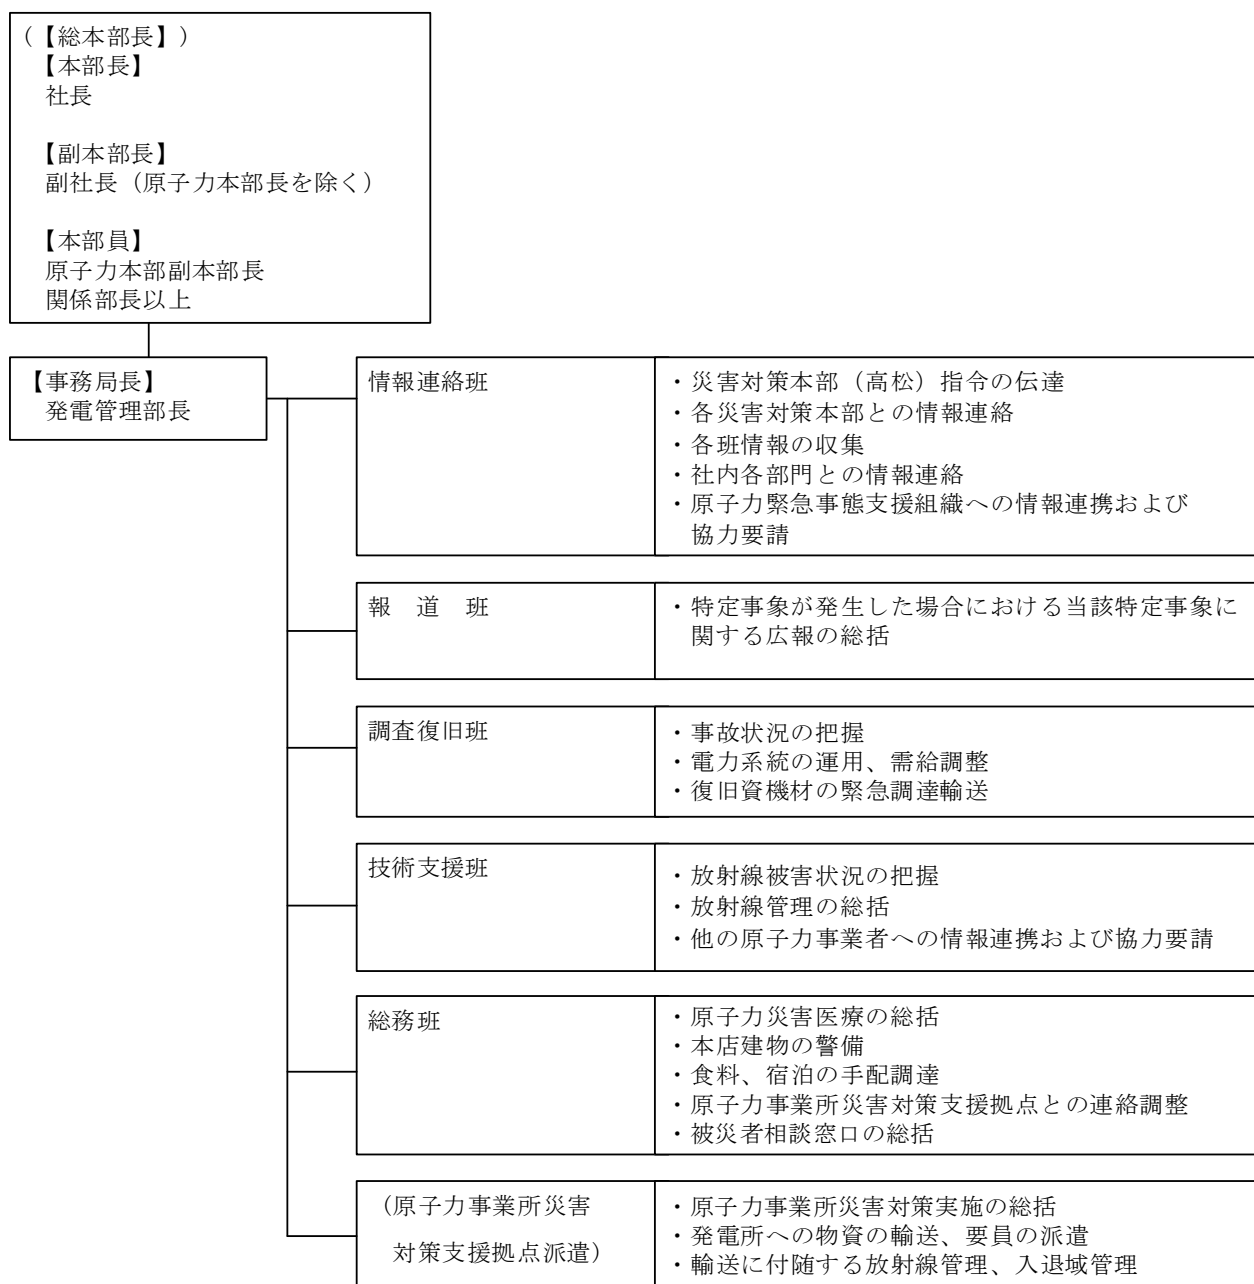 （【総本部長】）
【本部長】
社長
【副本部長】
副社長（原子力本部長を除く）
【本部員】
原子力本部副本部長
関係部長以上
【事務局長】
発電管理部長
情報連絡班
・災害対策本部（高松）指令の伝達
・各災害対策本部との情報連絡
・各班情報の収集
・社内各部門との情報連絡
・原子力緊急事態支援組織への情報連携および
協力要請
報　道　班
・特定事象が発生した場合における当該特定事象に
関する広報の総括
調査復旧班
・事故状況の把握
・電力系統の運用、需給調整
・復旧資機材の緊急調達輸送
技術支援班
・放射線被害状況の把握
・放射線管理の総括
・他の原子力事業者への情報連携および協力要請
総務班
・原子力災害医療の総括
・本店建物の警備
・食料、宿泊の手配調達
・原子力事業所災害対策支援拠点との連絡調整
・被災者相談窓口の総括
（原子力事業所災害
対策支援拠点派遣）
・原子力事業所災害対策実施の総括
・発電所への物資の輸送、要員の派遣
・輸送に付随する放射線管理、入退域管理